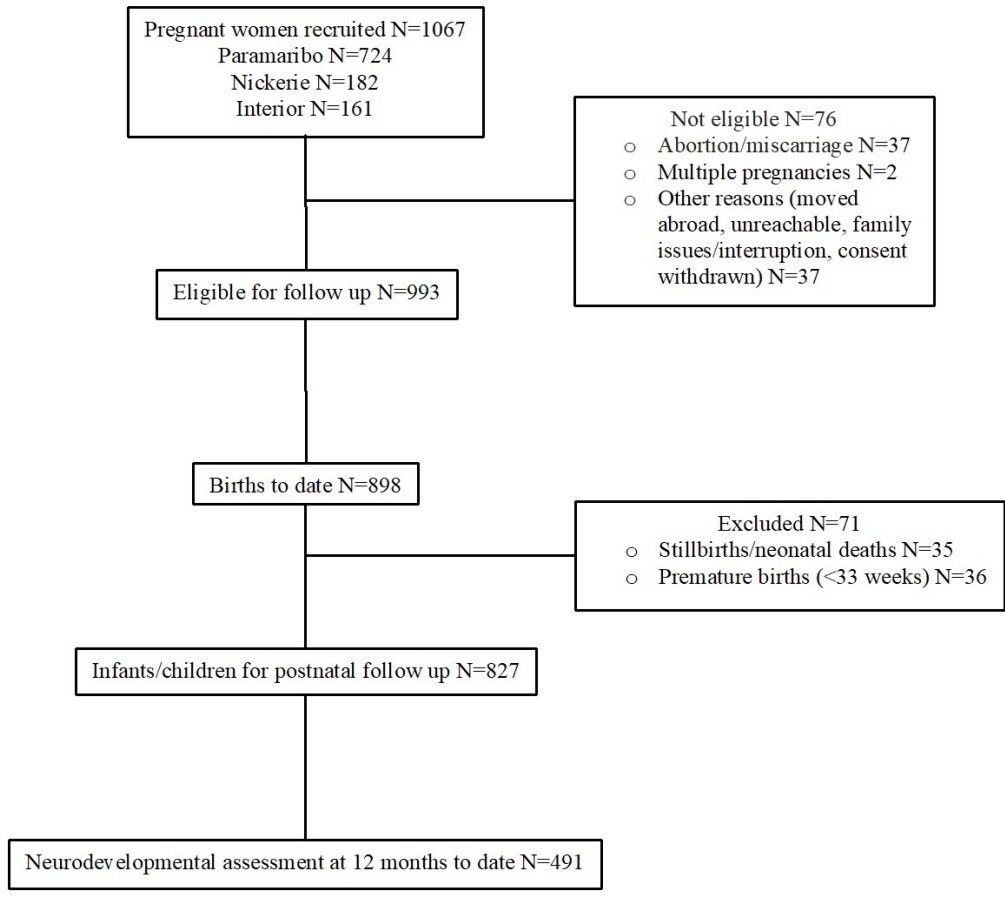 Pregnant women recruited N=1067
Paramaribo N=724
Nickerie N=182
Interior N=161
Not eligible N=76
o Abortion/miscarriage N=37
o Multiple pregnancies N=2
o Other reasons (moved
abroad, unreachable, family
issues/interruption, consent
withdrawn) N=37
Eligible for follow up N=993
Births to date N=898
Excluded N=71
o Stillbirths/neonatal deaths N=35
o Premature births (<33 weeks) N=36
Infants/children for postnatal follow up N=827
Neurodevelopmental assessment at 12 months to date N=491